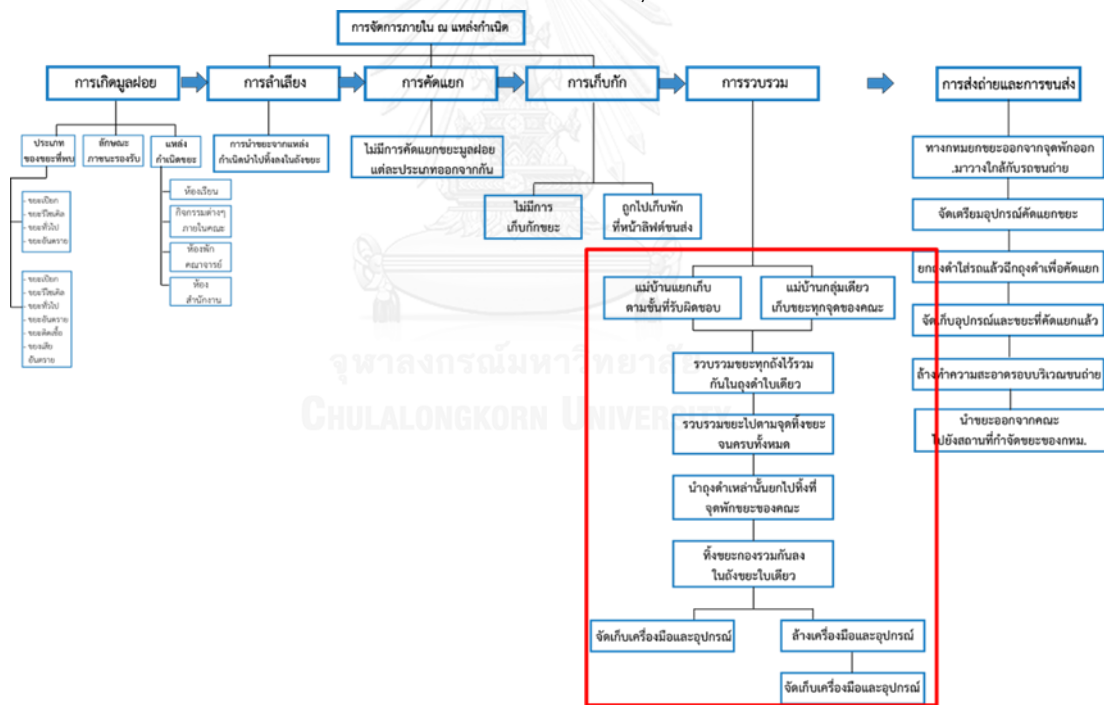 การจัดการภายใน ณ แหล่งกำเนิด
การเกิดมูลฝอย
การลำเลียง
การคัดแยก
การเก็บกัก
การรวบรวม
การส่งถ่ายและการขนส่ง
ประเภท
ของขยะที่พบ
ลักษณะ
ภาชนะรองรับ
แหล่ง
กำเนิดขยะ
- ขยะเปียก
- ขยะรีไซเคิล
- ขยะทั่วไป
- ขยะอันตราย
- ขยะเปียก
- ขยะรีไซเคิล
- ขยะทั่วไป
- ขยะอันตราย
- ขยะติดเชื้อ
- ของเสีย
อันตราย
ห้องเรียน
กิจกรรมต่างๆ
ภายในคณะ
ห้องพัก
คณาจารย์
ห้อง
สำนักงาน
การนำขยะจากแหล่ง
กำเนิดนำไปทิ้งลงในถังขยะ
ไม่มีการคัดแยกขยะมูลฝอย
แต่ละประเภทออกจากกัน
ไม่มีการ
เก็บกักขยะ
ถูกไปเก็บพัก
ที่หน้าลิฟต์ขนส่ง
แม่บ้านแยกเก็บ
ตามชั้นที่รับผิดชอบ
แม่บ้านกลุ่มเดียว
เก็บขยะทุกจุดของคณะ
รวบรวมขยะทุกถังไว้รวม
กันในถุงดำใบเดียว
รวบรวมขยะไปตามจุดทิ้งขยะ
จนครบทั้งหมด
นำถุงดำเหล่านั้นยกไปทิ้งที่
จุดพักขยะของคณะ
ทิ้งขยะกองรวมกันลง
ในถังขยะใบเดียว
จัดเก็บเครื่องมือและอุปกรณ์
ล้างเครื่องมือและอุปกรณ์
จัดเก็บเครื่องมือและอุปกรณ์
ทางกทมยกขยะออกจากจุดพักออก
.มาวางใกล้กับรถขนถ่าย
จัดเตรียมอุปกรณ์คัดแยกขยะ
ยกถุงดำใส่รถแล้วฉีกถุงดำเพื่อคัดแยก
จัดเก็บอุปกรณ์และขยะที่คัดแยกแล้ว
ล้างทำความสะอาดรอบบริเวณขนถ่าย
นำขยะออกจากคณะ
ไปยังสถานที่กำจัดขยะของกทม.
จุฬาลงกรณ์มหาวิทยาลัย
CHULALONGKORN UNIVERSITY